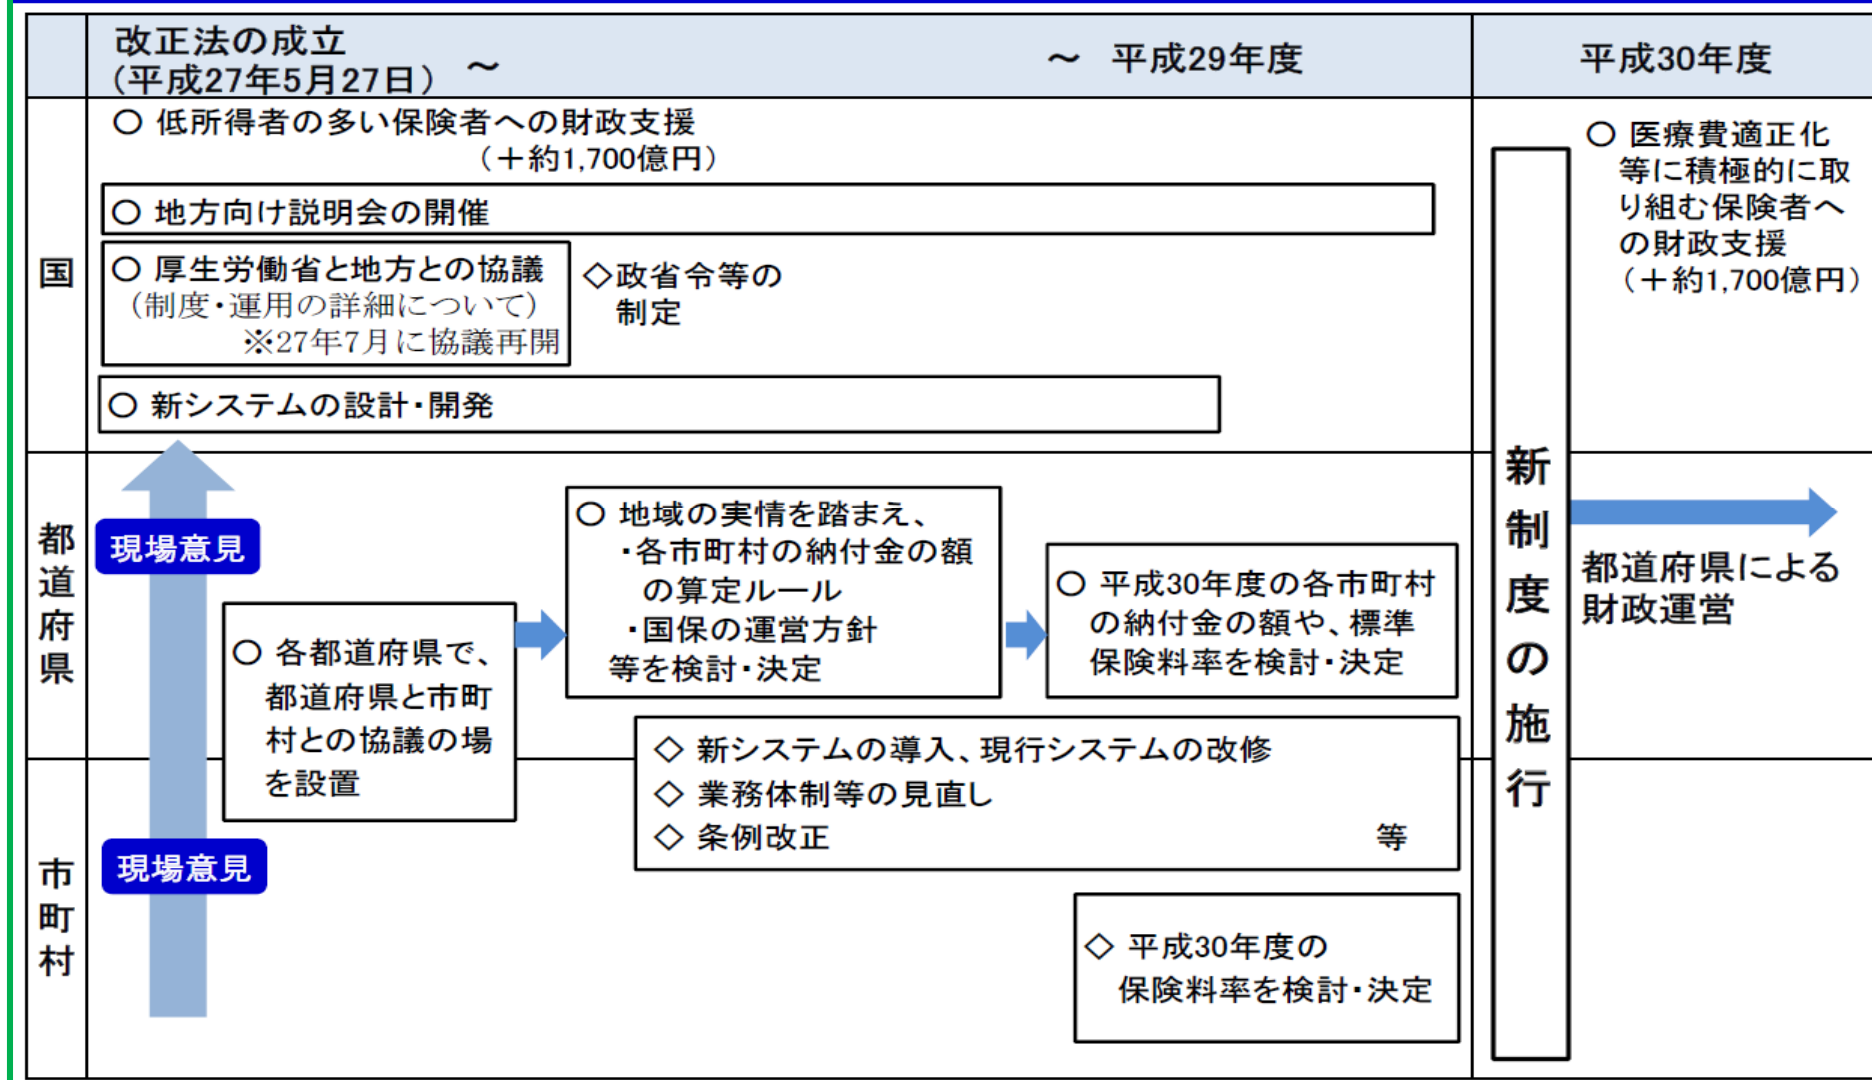 改正法の成立
（平成27年5月27日） ～
～ 平成29年度
平成30年度
国
○ 低所得者の多い保険者への財政支援
（＋約1,700億円）
○ 地方向け説明会の開催
○ 厚生労働省と地方との協議
（制度・運用の詳細について）
※27年7月に協議再開
◇政省令等の
制定
○ 新システムの設計・開発
○ 医療費適正化
等に積極的に取
り組む保険者へ
の財政支援
（＋約1,700億円）
都道府県
現場意見
○ 各都道府県で、
都道府県と市町
村との協議の場
を設置
○ 地域の実情を踏まえ、
・各市町村の納付金の額
の算定ルール
・国保の運営方針
等を検討・決定
○ 平成30年度の各市町村
の納付金の額や、標準
保険料率を検討・決定
◇ 新システムの導入、現行システムの改修
◇ 業務体制等の見直し
◇ 条例改正 等
新制度の施行
都道府県による
財政運営
市町村
現場意見
◇ 平成30年度の
保険料率を検討・決定